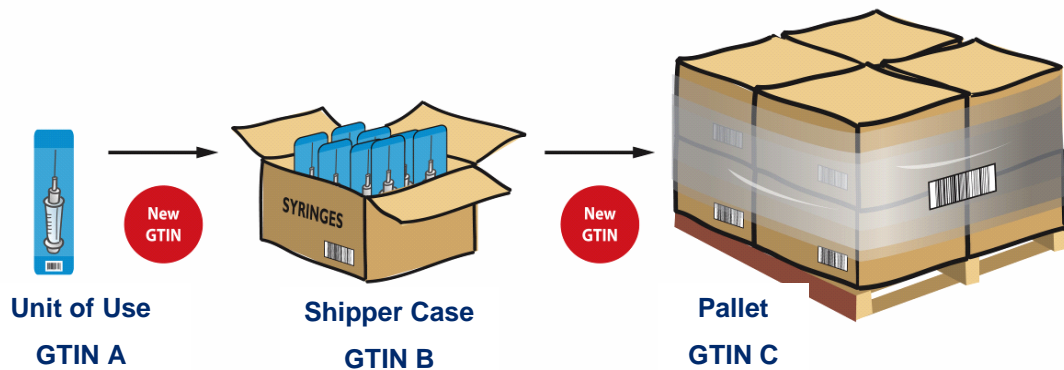 New
GTIN
SYRINGES
New
GTIN
Unit of Use
GTIN A
Shipper Case
GTIN B
Pallet
GTIN C